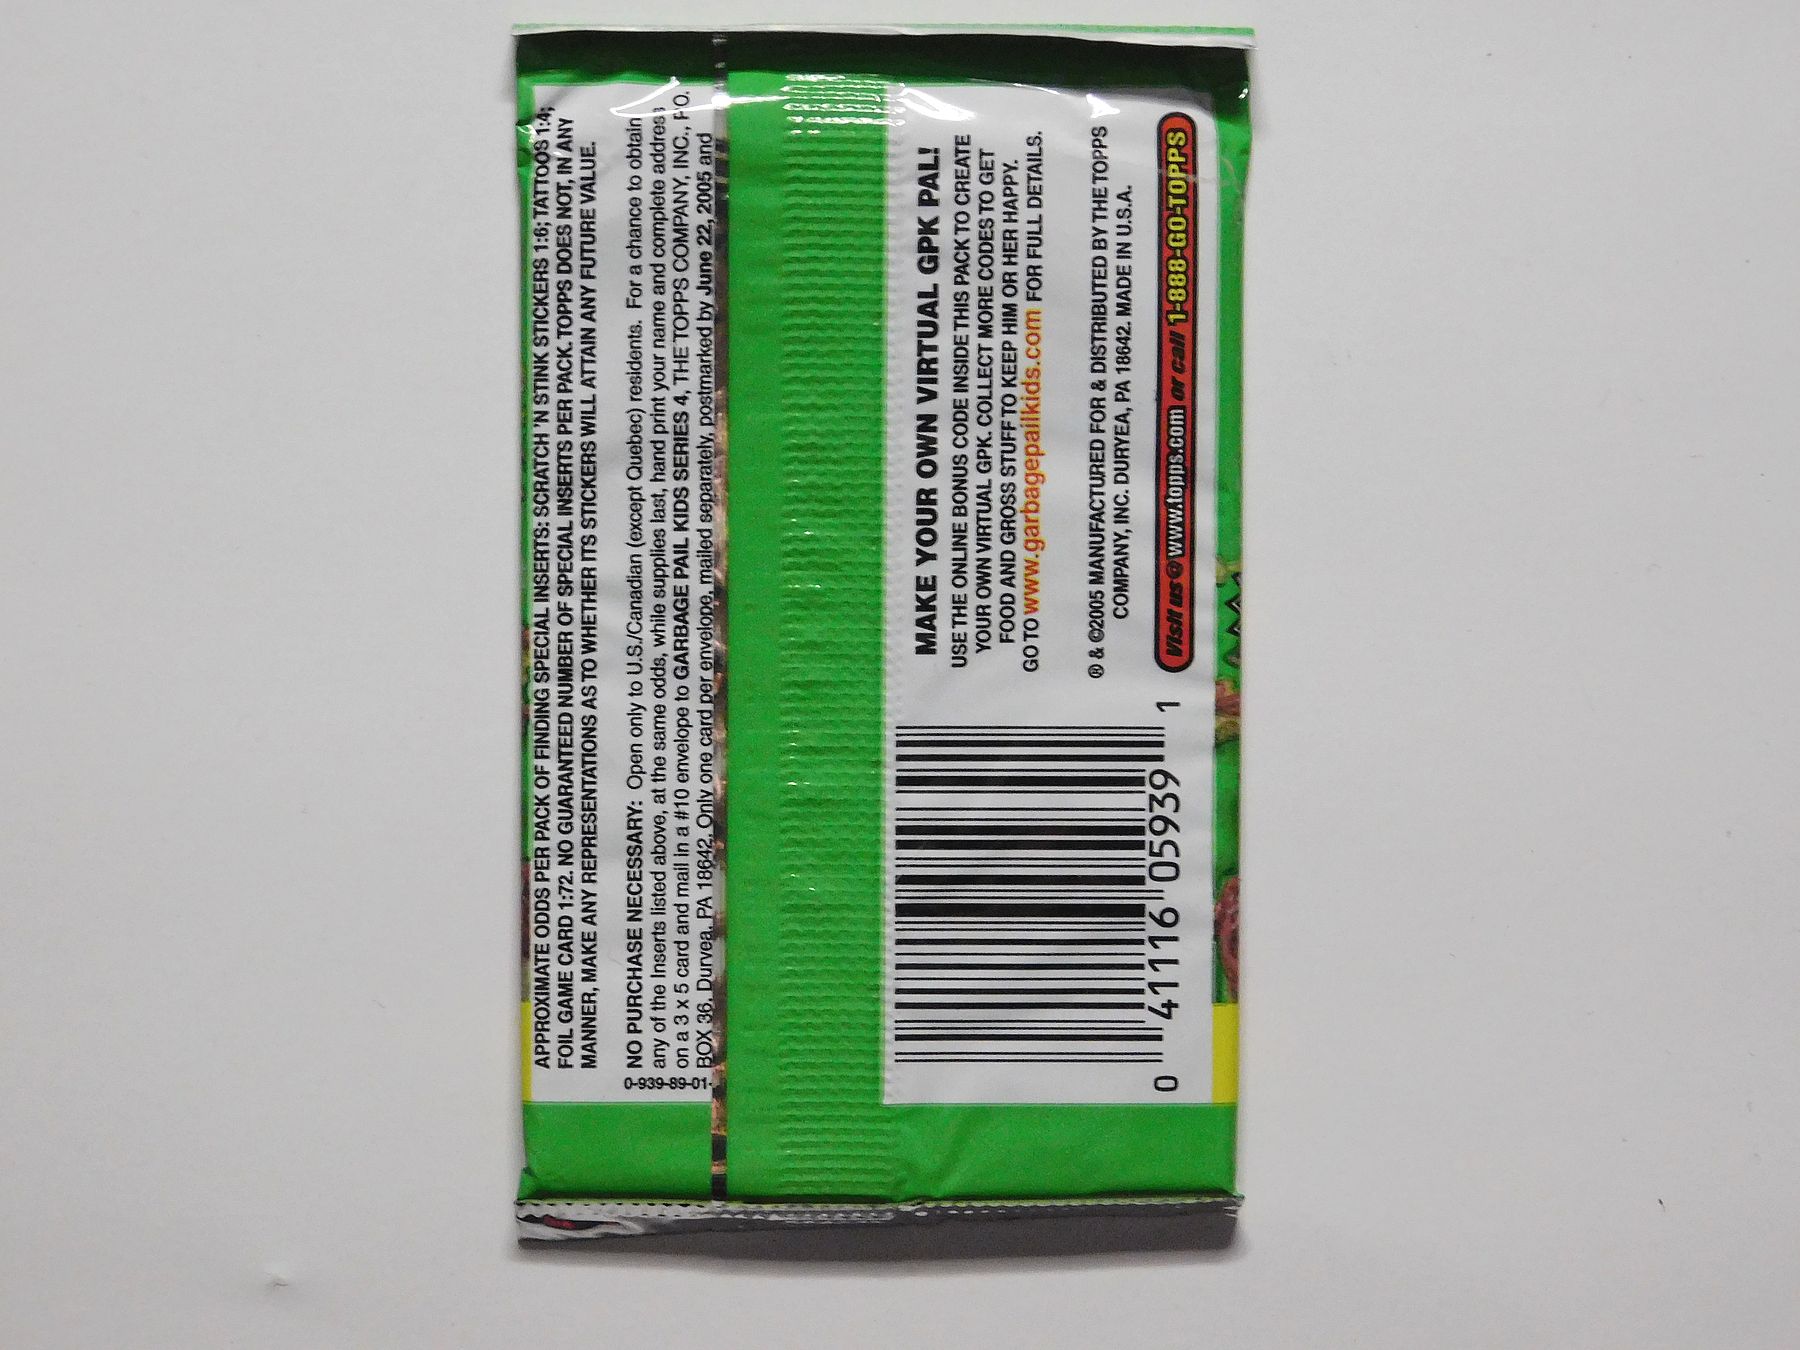 APPROXIMATE ODDS PER PACK OF FINDING SPECIAL INSERTS: SCRATCH 'N STINK STICKERS 1:6; TATTOOS 1:4;
FOIL GAME CARD 1:72. NO GUARANTEED NUMBER OF SPECIAL INSERTS PER PACK. TOPPS DOES NOT, IN ANY
MANNER, MAKE ANY REPRESENTATIONS AS TO WHETHER ITS STICKERS WILL ATTAIN ANY FUTURE VALUE.
NO PURCHASE NECESSARY: Open only to U.S./Canadian (except Quebec) residents. For a chance to obtain
any of the Inserts listed above, at the same odds, while supplies last, hand print your name and complete address
on a 3 x 5 card and mail in a #10 envelope to GARBAGE PAIL KIDS SERIES 4, THE TOPPS COMPANY, INC., P.O.
BOX 36, Duryea, PA 18642. Only one card per envelope, mailed separately, postmarked by June 22, 2005 and
0-939-89-01-
MAKE YOUR OWN VIRTUAL GPK PAL!
USE THE ONLINE BONUS CODE INSIDE THIS PACK TO CREATE
YOUR OWN VIRTUAL GPK. COLLECT MORE CODES TO GET
FOOD AND GROSS STUFF TO KEEP HIM OR HER HAPPY.
GO TO www.garbagepailkids.com FOR FULL DETAILS.
® & ©2005 MANUFACTURED FOR & DISTRIBUTED BY THE TOPPS
COMPANY, INC. DURYEA, PA 18642. MADE IN U.S.A.
Visit us @ www.topps.com or call 1-888-GO-TOPPS
0 41116 05939 1